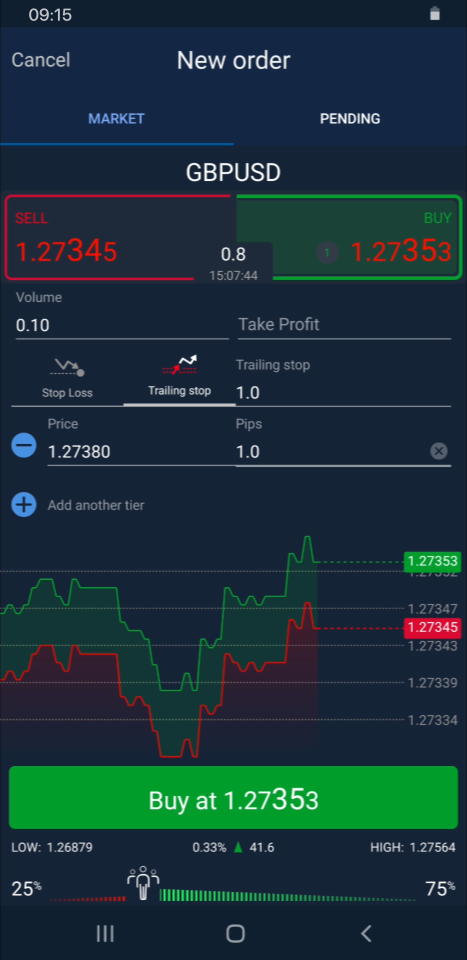 09:15
Cancel
New order
MARKET
PENDING
GBPUSD
SELL
BUY
1.27345
0.8
1
1.27353
15:07:44
Volume
0.10
Take Profit
Stop Loss
Trailing stop
Trailing stop
1.0
Price
Pips
1.27380
1.0
Add another tier
1.27353
1.27352
1.27347
1.27345
1.27343
1.27339
1.27334
Buy at 1.27353
LOW: 1.26879
0.33% ▲ 41.6
HIGH: 1.27564
25%
75%